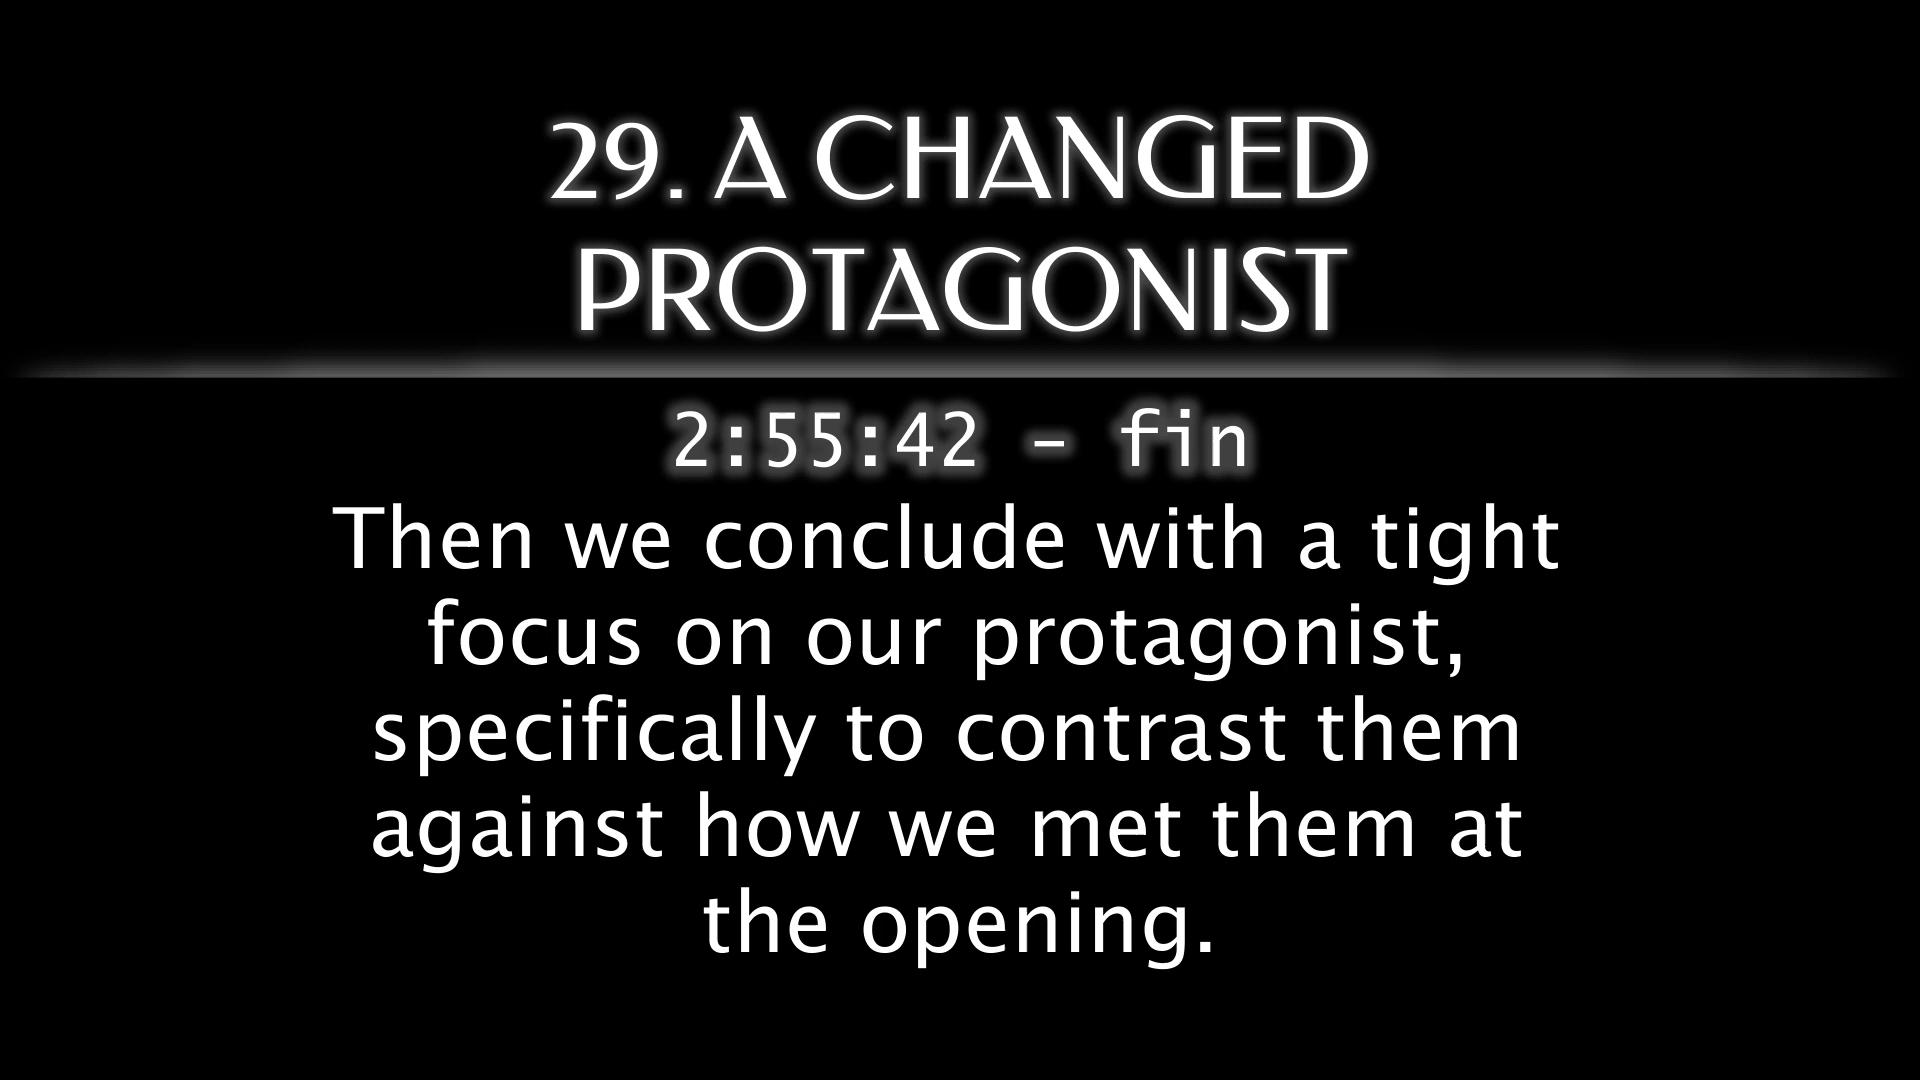 29. A CHANGED
PROTAGONIST
2:55:42 – fin
Then we conclude with a tight
focus on our protagonist,
specifically to contrast them
against how we met them at
the opening.